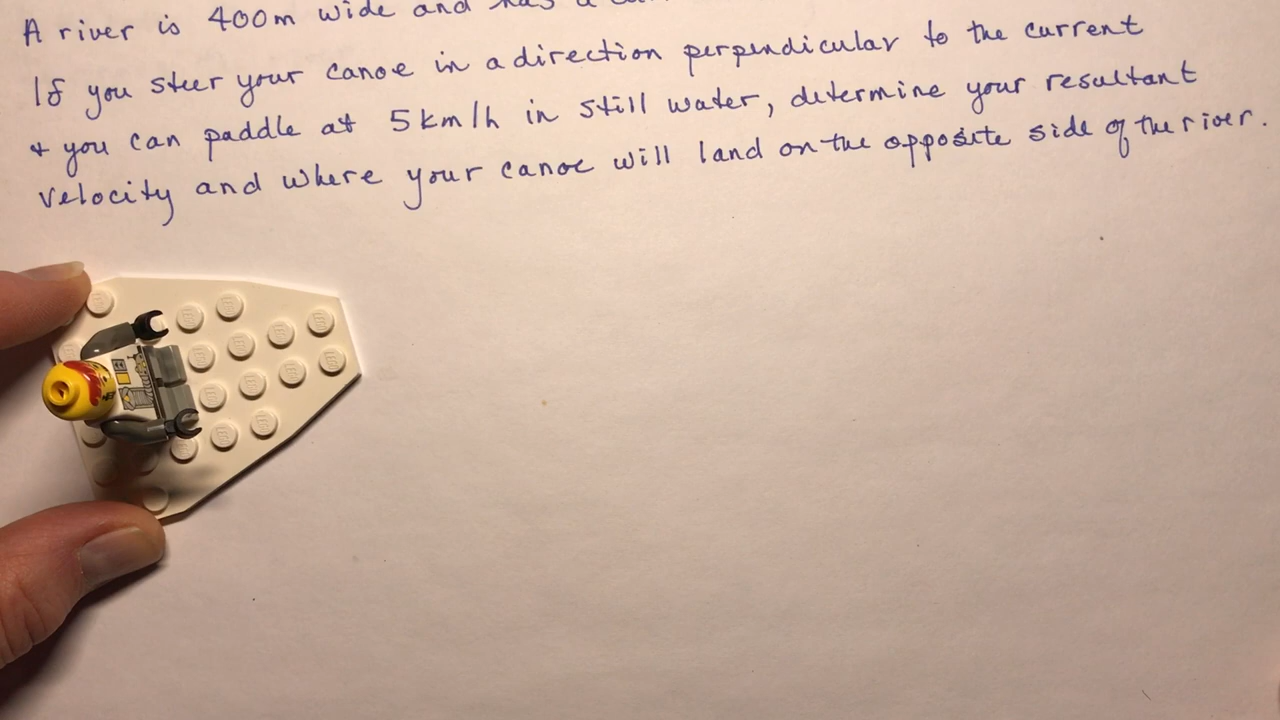 A river is 400m wide and has a
If you steer your canoe in a direction perpendicular to the current
+ you can paddle at 5km/h in still water, determine your resultant
velocity and where your canoe will land on the opposite side of the river.